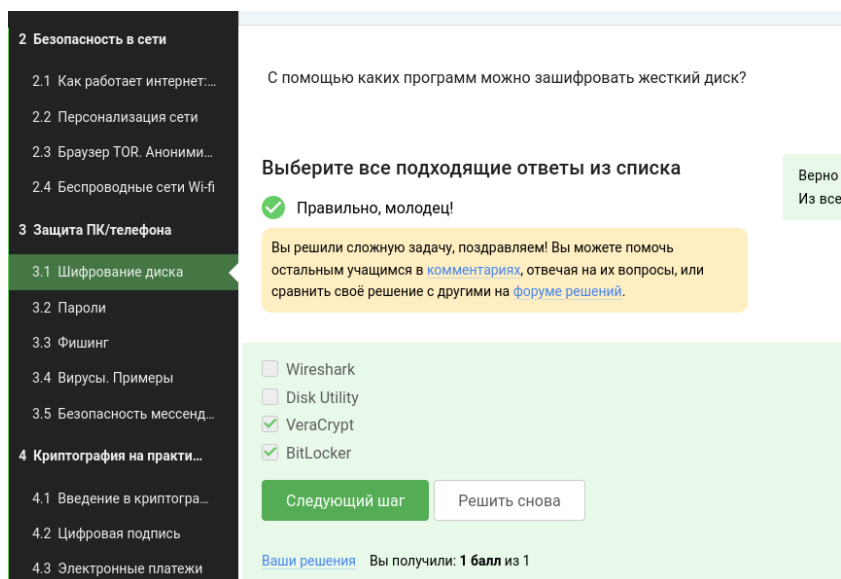 2 Безопасность в сети
2.1 Как работает интернет:...
2.2 Персонализация сети
2.3 Браузер TOR. Аноними...
2.4 Беспроводные сети Wi-fi
3 Защита ПК/телефона
3.1 Шифрование диска
3.2 Пароли
3.3 Фишинг
3.4 Вирусы. Примеры
3.5 Безопасность мессенд...
4 Криптография на практи...
4.1 Введение в криптогра...
4.2 Цифровая подпись
4.3 Электронные платежи
С помощью каких программ можно зашифровать жесткий диск?
Выберите все подходящие ответы из списка
Правильно, молодец!
Вы решили сложную задачу, поздравляем! Вы можете помочь
остальным учащимся в комментариях, отвечая на их вопросы, или
сравнить своё решение с другими на форуме решений.
Верно
Из все
Wireshark
Disk Utility
VeraCrypt
BitLocker
Следующий шаг
Решить снова
Ваши решения Вы получили: 1 балл из 1